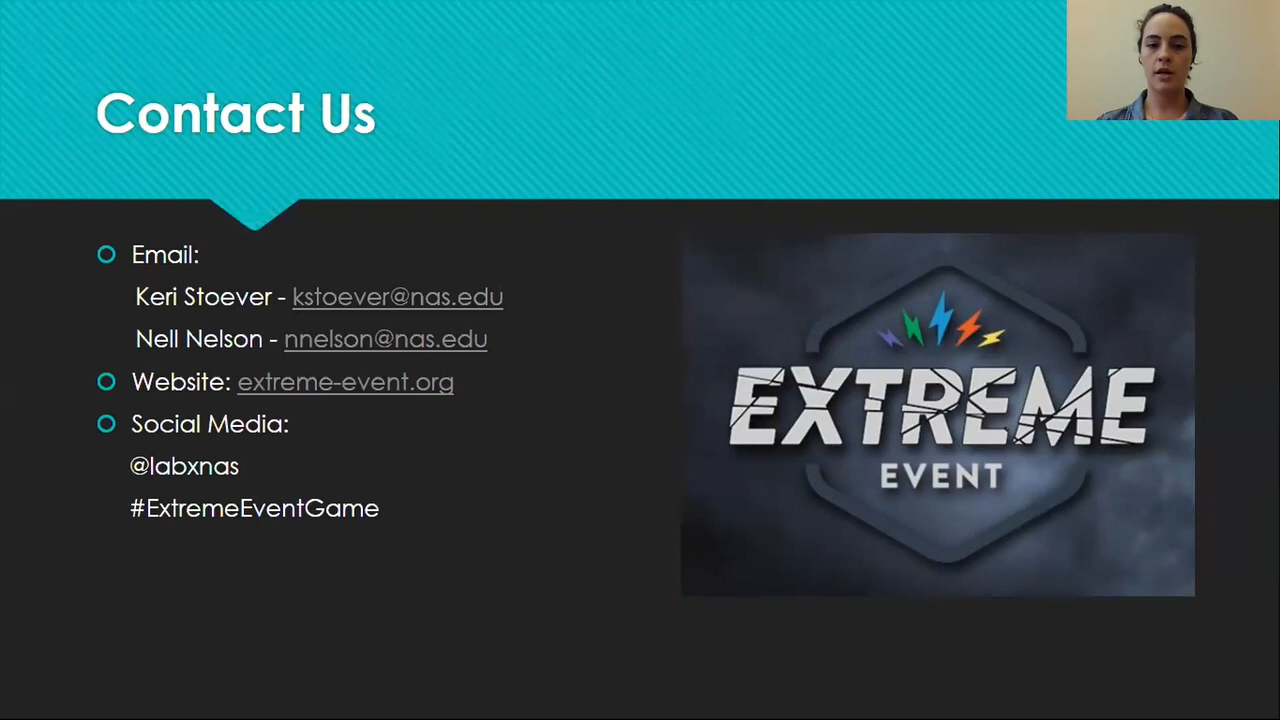 Contact Us
Email:
Keri Stoever - kstoever@nas.edu
Nell Nelson - nnelson@nas.edu
Website: extreme-event.org
Social Media:
@labxnas
#ExtremeEventGame
EXTREME
EVENT